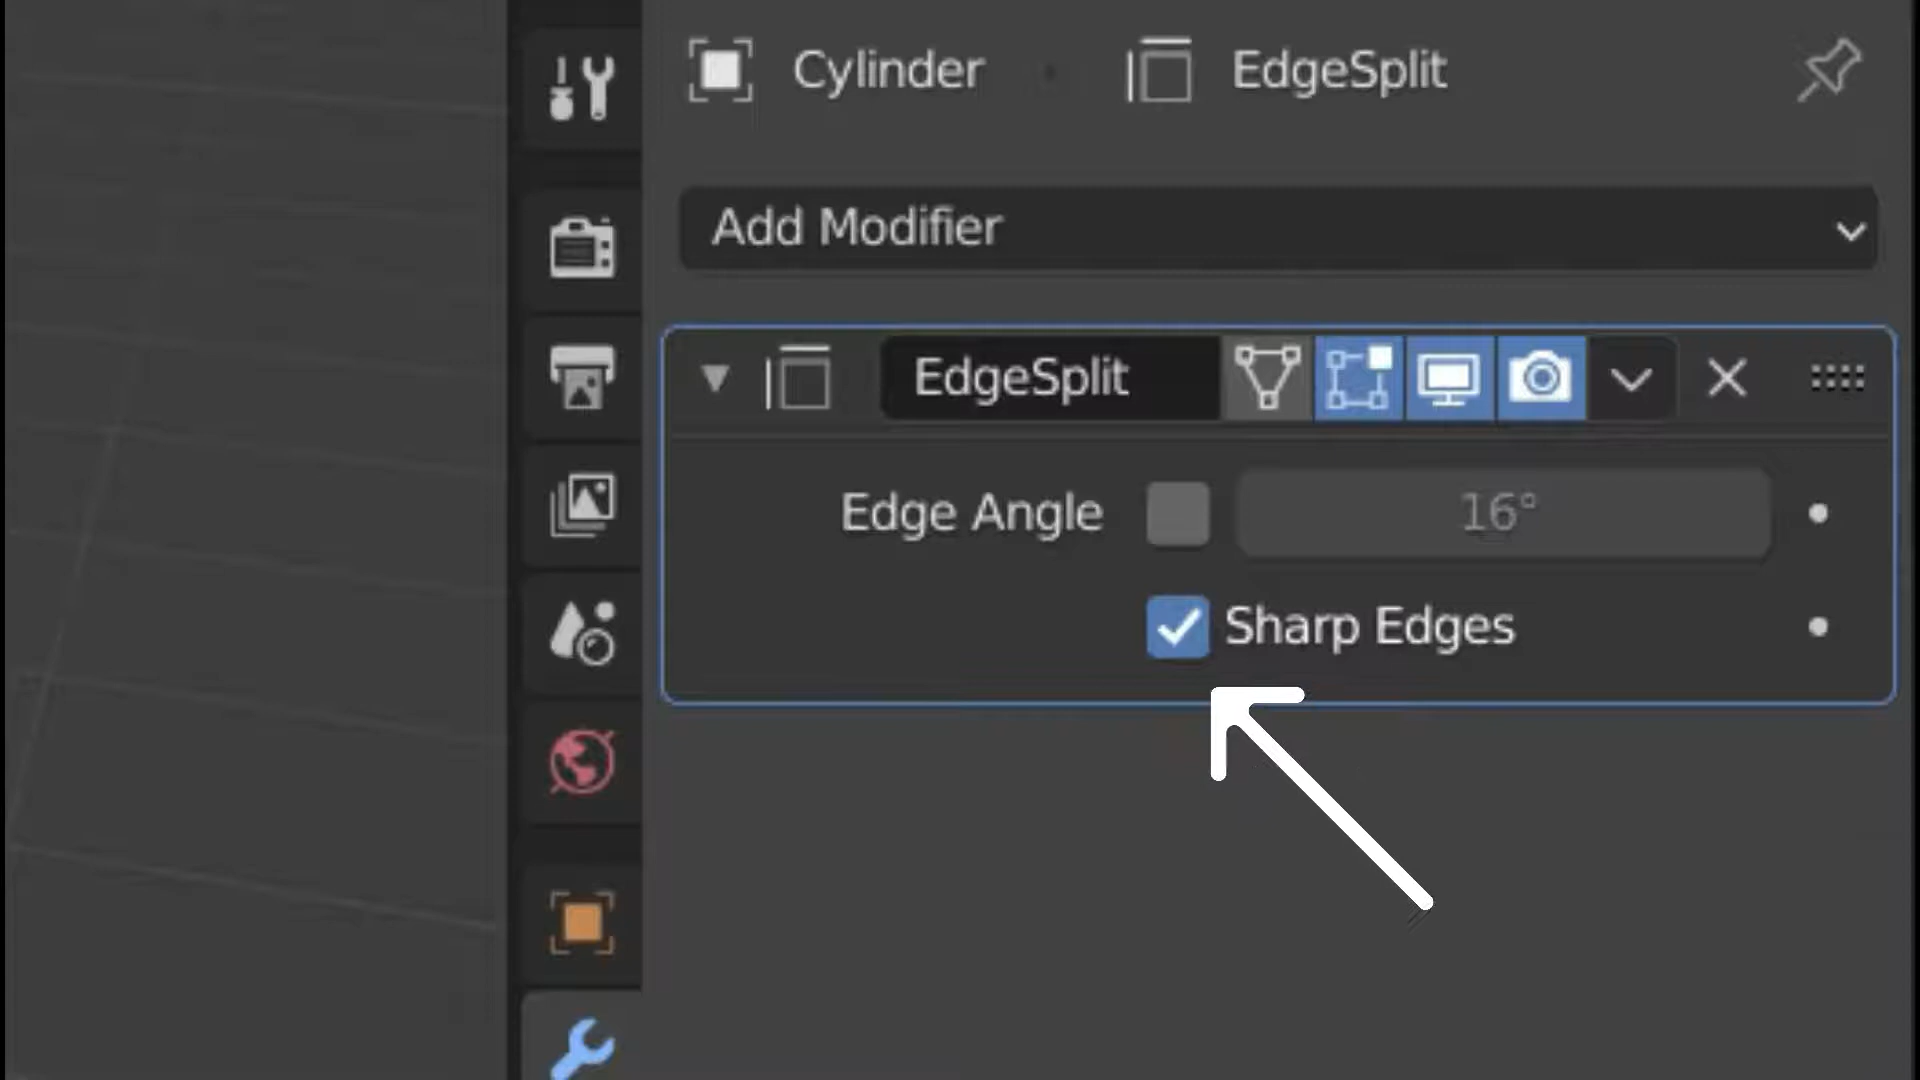 Cylinder EdgeSplit
Add Modifier
EdgeSplit
Edge Angle 16°
Sharp Edges